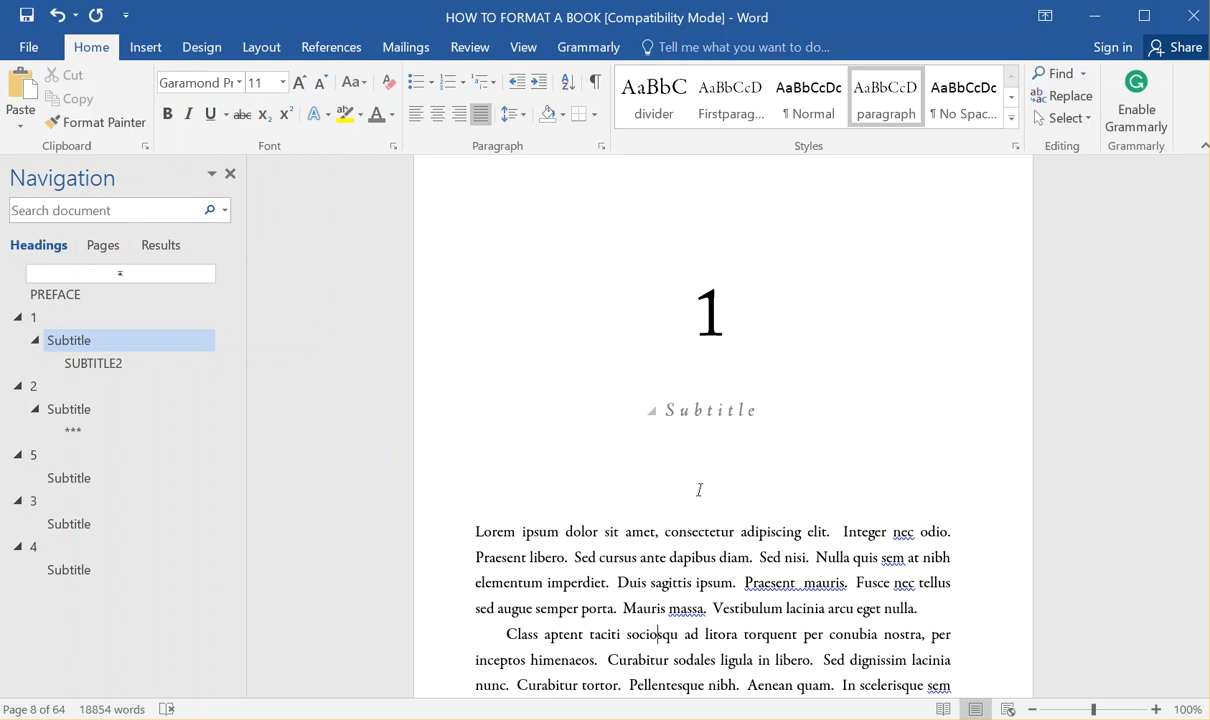 HOW TO FORMAT A BOOK [Compatibility Mode] - Word
File Home Insert Design Layout References Mailings Review View Grammarly Tell me what you want to do... Sign in Share
Paste
Cut
Copy
Format Painter
Clipboard
Garamond Pr 11
Aa
B I U abc X2 X2 A A
Font
Paragraph
AaBbC AaBbCcD AaBbCcDc AaBbCcD AaBbCcDc
divider Firstparag... ¶ Normal paragraph ¶ No Spac...
Styles
Find
Replace
Select
Editing
Enable
Grammarly
Grammarly
Navigation
Search document
Headings Pages Results
PREFACE
1
Subtitle
SUBTITLE2
2
Subtitle
***
5
Subtitle
3
Subtitle
4
Subtitle
1
Subtitle
Lorem ipsum dolor sit amet, consectetur adipiscing elit. Integer nec odio.
Praesent libero. Sed cursus ante dapibus diam. Sed nisi. Nulla quis sem at nibh
elementum imperdiet. Duis sagittis ipsum. Praesent mauris. Fusce nec tellus
sed augue semper porta. Mauris massa. Vestibulum lacinia arcu eget nulla.
Class aptent taciti sociosqu ad litora torquent per conubia nostra, per
inceptos himenaeos. Curabitur sodales ligula in libero. Sed dignissim lacinia
nunc. Curabitur tortor. Pellentesque nibh. Aenean quam. In scelerisque sem
Page 8 of 64 18854 words 100%